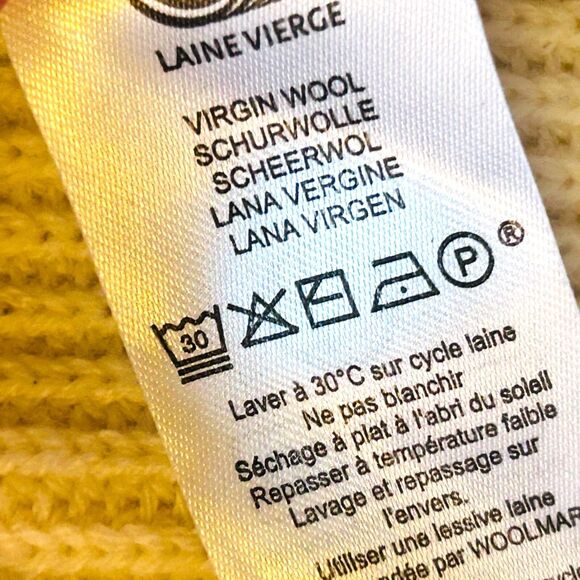 LAINE VIERGE
VIRGIN WOOL
SCHURWOLLE
SCHEERWOL
LANA VERGINE
LANA VIRGEN
30 P ®
Laver à 30°C sur cycle laine
Ne pas blanchir
Séchage à plat à l'abri du soleil
Repasser à température faible
Lavage et repassage sur
l'envers.
Utiliser une lessive laine
par WOOLMAR